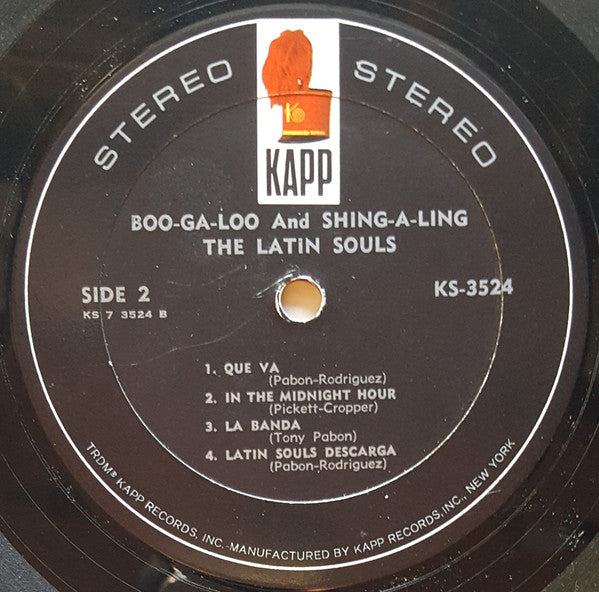 STEREO STEREO
K
KAPP
BOO-GA-LOO And SHING-A-LING
THE LATIN SOULS
SIDE 2 KS-3524
KS 7 3524 B
1. QUE VA
(Pabon-Rodriguez)
2. IN THE MIDNIGHT HOUR
(Pickett-Cropper)
3. LA BANDA
(Tony Pabon)
4. LATIN SOULS DESCARGA
(Pabon-Rodriguez)
TRDM® KAPP RECORDS, INC.-MANUFACTURED BY KAPP RECORDS, INC., NEW YORK